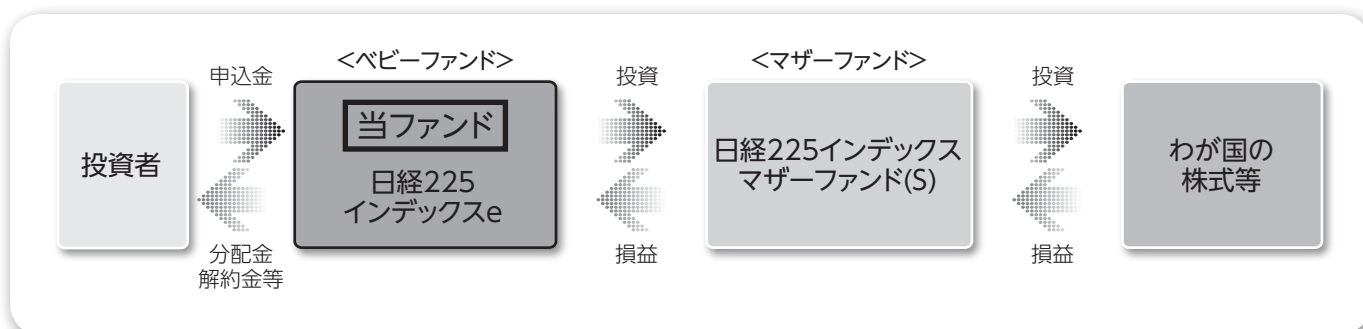 投資者
申込金
分配金
解約金等
<ベビーファンド>
当ファンド
日経225
インデックスe
投資
損益
<マザーファンド>
日経225インデックス
マザーファンド(S)
投資
損益
わが国の
株式等